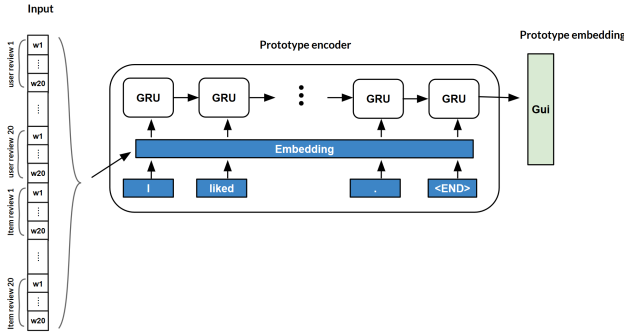 Input
Prototype encoder
Prototype embedding
user review 1
w1
w20
user review 20
w1
w20
Item review 1
w1
w20
Item review 20
w1
w20
GRU
GRU
GRU
GRU
Embedding
I
liked
.
<END>
Gui